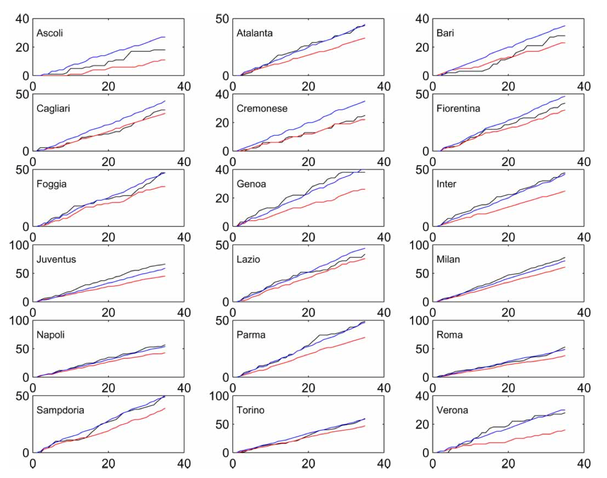 40 Ascoli 20 0 0 20 40
50 Atalanta 0 0 20 40
40 Bari 20 0 0 20 40
50 Cagliari 0 0 20 40
40 Cremonese 20 0 0 20 40
50 Fiorentina 0 0 20 40
50 Foggia 0 0 20 40
40 Genoa 20 0 0 20 40
50 Inter 0 0 20 40
100 Juventus 50 0 0 20 40
50 Lazio 0 0 20 40
100 Milan 50 0 0 20 40
100 Napoli 50 0 0 20 40
50 Parma 0 0 20 40
100 Roma 50 0 0 20 40
50 Sampdoria 0 0 20 40
100 Torino 50 0 0 20 40
40 Verona 20 0 0 20 40